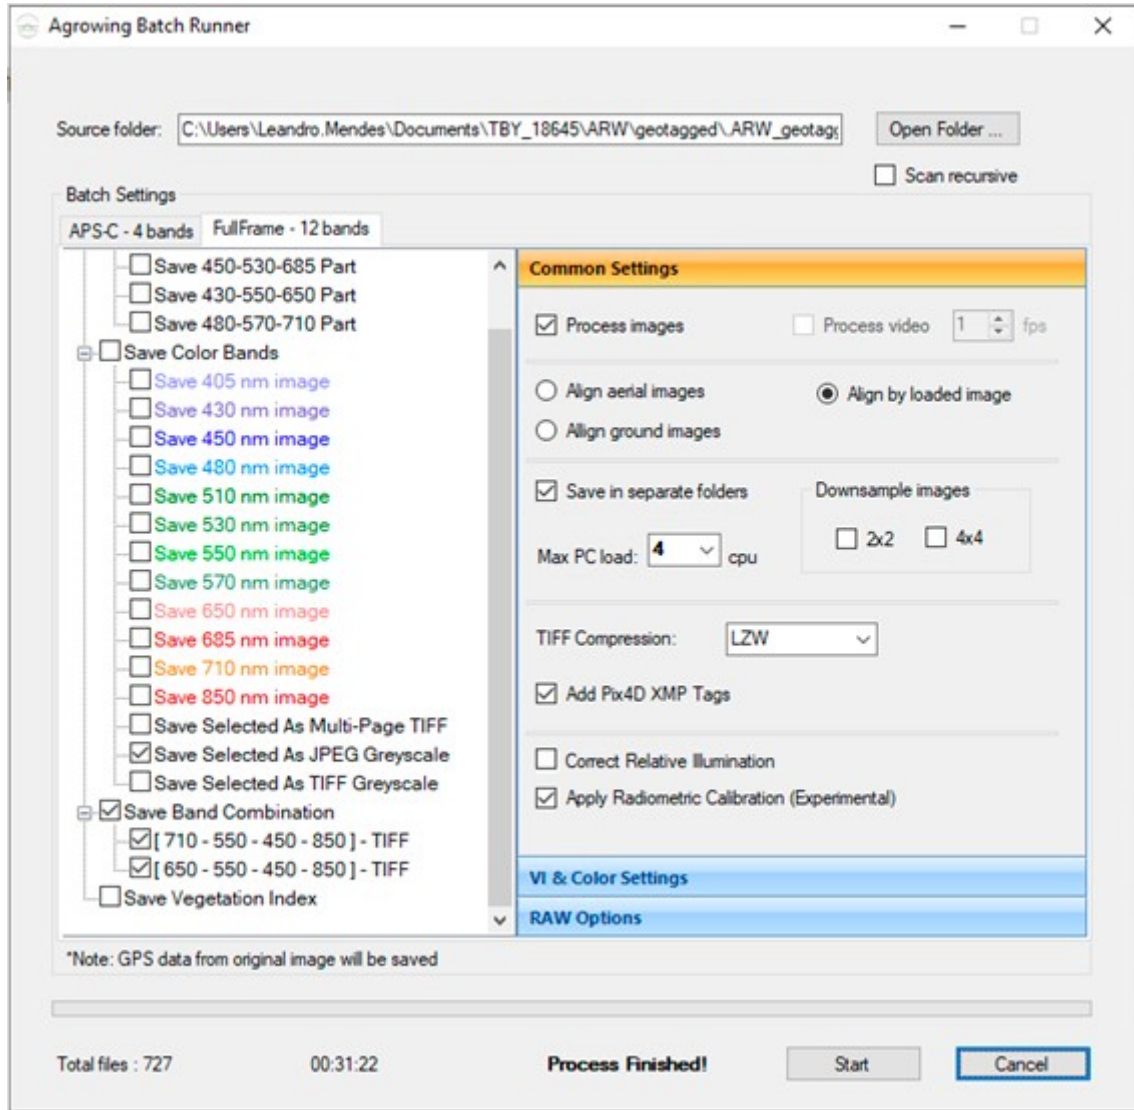 Agrowing Batch Runner
Source folder: C:\Users\Leandro.Mendes\Documents\TBY_18645\ARW\geotagged\.ARW_geotagg Open Folder ...
Scan recursive
Batch Settings
APS-C - 4 bands FullFrame - 12 bands
Save 450-530-685 Part
Save 430-550-650 Part
Save 480-570-710 Part
Save Color Bands
Save 405 nm image
Save 430 nm image
Save 450 nm image
Save 480 nm image
Save 510 nm image
Save 530 nm image
Save 550 nm image
Save 570 nm image
Save 650 nm image
Save 685 nm image
Save 710 nm image
Save 850 nm image
Save Selected As Multi-Page TIFF
Save Selected As JPEG Greyscale
Save Selected As TIFF Greyscale
Save Band Combination
[ 710 - 550 - 450 - 850 ] - TIFF
[ 650 - 550 - 450 - 850 ] - TIFF
Save Vegetation Index
Common Settings
Process images Process video 1 fps
Align aerial images Align by loaded image
Allign ground images
Save in separate folders Downsample images
2x2 4x4
Max PC load: 4 cpu
TIFF Compression: LZW
Add Pix4D XMP Tags
Correct Relative Illumination
Apply Radiometric Calibration (Experimental)
VI & Color Settings
RAW Options
*Note: GPS data from original image will be saved
Total files : 727 00:31:22 Process Finished! Start Cancel